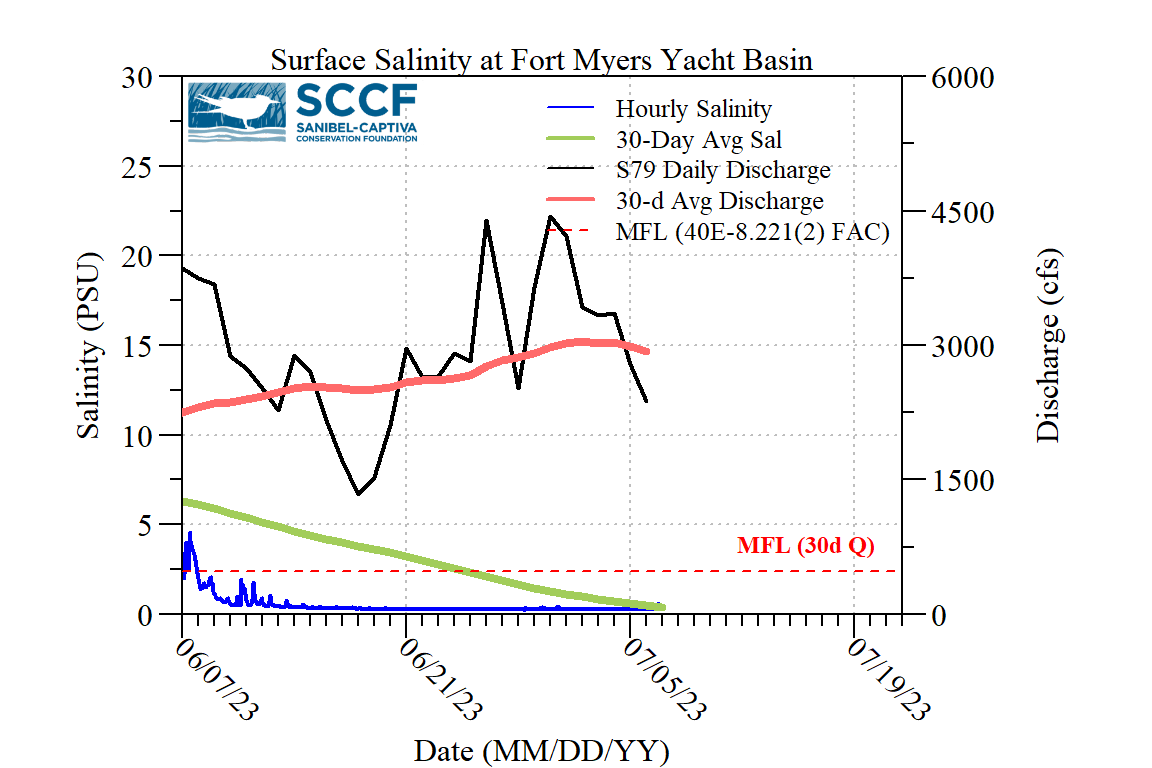 Surface Salinity at Fort Myers Yacht Basin
SCCF
SANIBEL-CAPTIVA
CONSERVATION FOUNDATION
Hourly Salinity
30-Day Avg Sal
S79 Daily Discharge
30-d Avg Discharge
MFL (40E-8.221(2) FAC)
Salinity (PSU)
30
25
20
15
10
5
0
Discharge (cfs)
6000
4500
3000
1500
0
MFL (30d Q)
06/07/23
06/21/23
07/05/23
07/19/23
Date (MM/DD/YY)